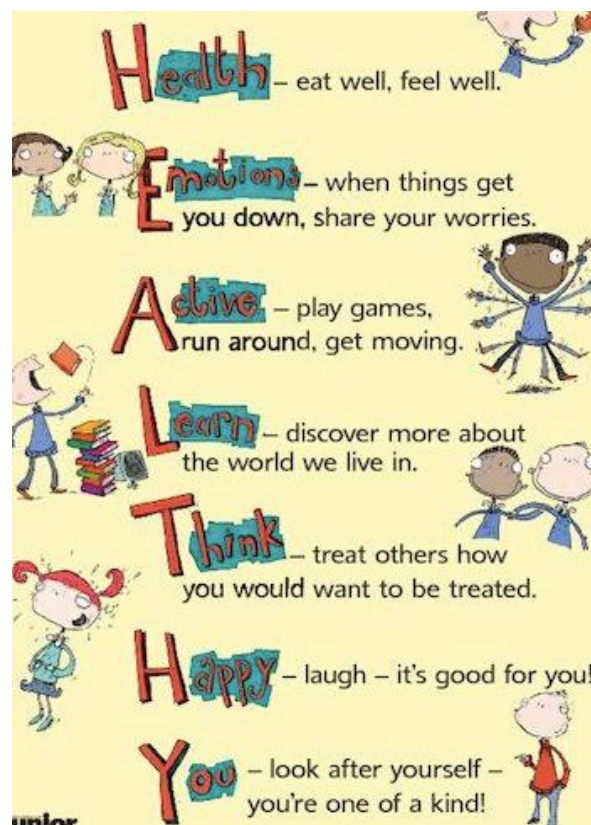 Health – eat well, feel well.
Emotions – when things get
you down, share your worries.
Active – play games,
run around, get moving.
Learn – discover more about
the world we live in.
Think – treat others how
you would want to be treated.
Happy – laugh – it's good for you!
You – look after yourself –
you're one of a kind!
unior